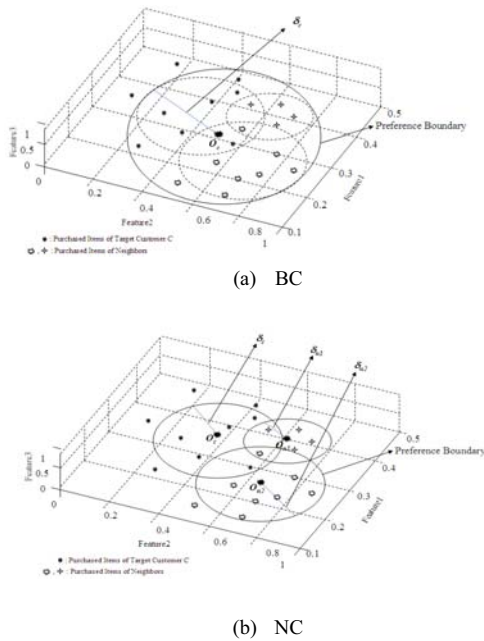 δc
0.5
Preference Boundary
0.4
Feature3
1
0.5
0
Oc
0.3
Feature1
0
0.2
0.2
0.4
0.6
Feature2
0.8
1
0.1
● : Purchased Items of Target Customer C
, ✧ : Purchased Items of Neighbors
(a) BC
δn1
δn2
0.5
0.4
Preference Boundary
Feature3
1
0.5
0
On2
0.3
Feature1
0
0.2
0.2
0.4
0.6
Feature2
0.8
1
0.1
● : Purchased Items of Target Customer C
, ✧ : Purchased Items of Neighbors
(b) NC